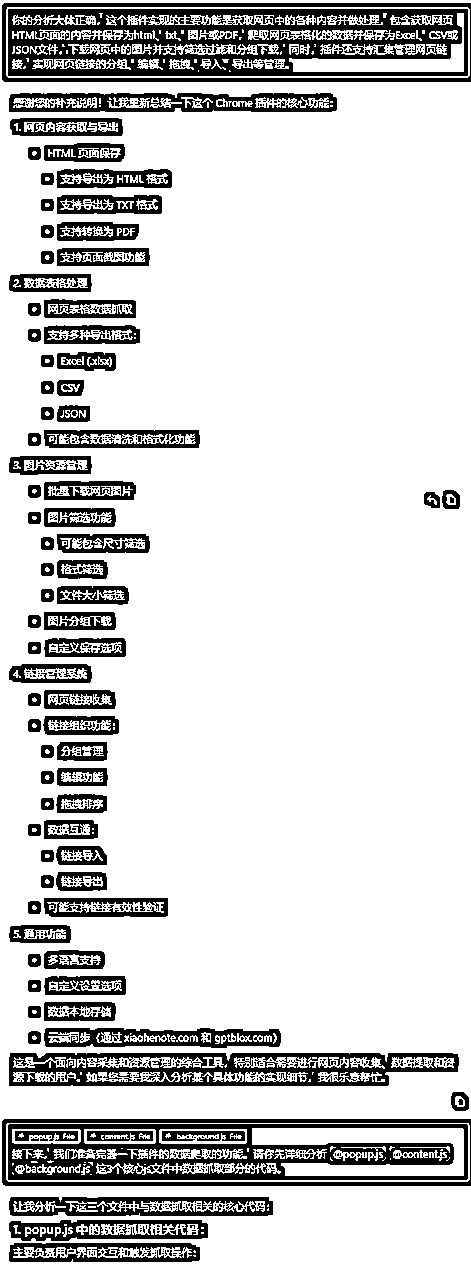 你的分析大体正确，这个插件实现的主要功能是获取网页中的各种内容并做处理，包含获取网页
HTML页面的内容并保存为html、txt、图片或PDF，爬取网页表格化的数据并保存为Excel、CSV或
JSON文件，下载网页中的图片并支持筛选过滤和分组下载，同时，插件还支持汇集管理网页链
接，实现网页链接的分组、编辑、拖拽、导入、导出等管理。
感谢您的补充说明！让我重新总结一下这个 Chrome 插件的核心功能：
1. 网页内容获取与导出
HTML 页面保存
支持导出为 HTML 格式
支持导出为 TXT 格式
支持转换为 PDF
支持页面截图功能
2. 数据表格处理
网页表格数据抓取
支持多种导出格式：
Excel (.xlsx)
CSV
JSON
可能包含数据清洗和格式化功能
3. 图片资源管理
批量下载网页图片
图片筛选功能
可能包含尺寸筛选
格式筛选
文件大小筛选
图片分组下载
自定义保存选项
4. 链接管理系统
网页链接收集
链接组织功能：
分组管理
编辑功能
拖拽排序
数据互通：
链接导入
链接导出
可能支持链接有效性验证
5. 通用功能
多语言支持
自定义设置选项
数据本地存储
云端同步（通过 xiaohenote.com 和 gptblox.com）
这是一个面向内容采集和资源管理的综合工具，特别适合需要进行网页内容收集、数据提取和资
源下载的用户。如果您需要我深入分析某个具体功能的实现细节，我很乐意帮忙。
popup.js File content.js File background.js File
接下来，我们准备完善一下插件的数据爬取的功能。请你先详细分析 @popup.js @content.js
@background.js 这3个核心js文件中数据抓取部分的代码。
让我分析一下这三个文件中与数据抓取相关的核心代码：
1. popup.js 中的数据抓取相关代码：
主要负责用户界面交互和触发抓取操作：